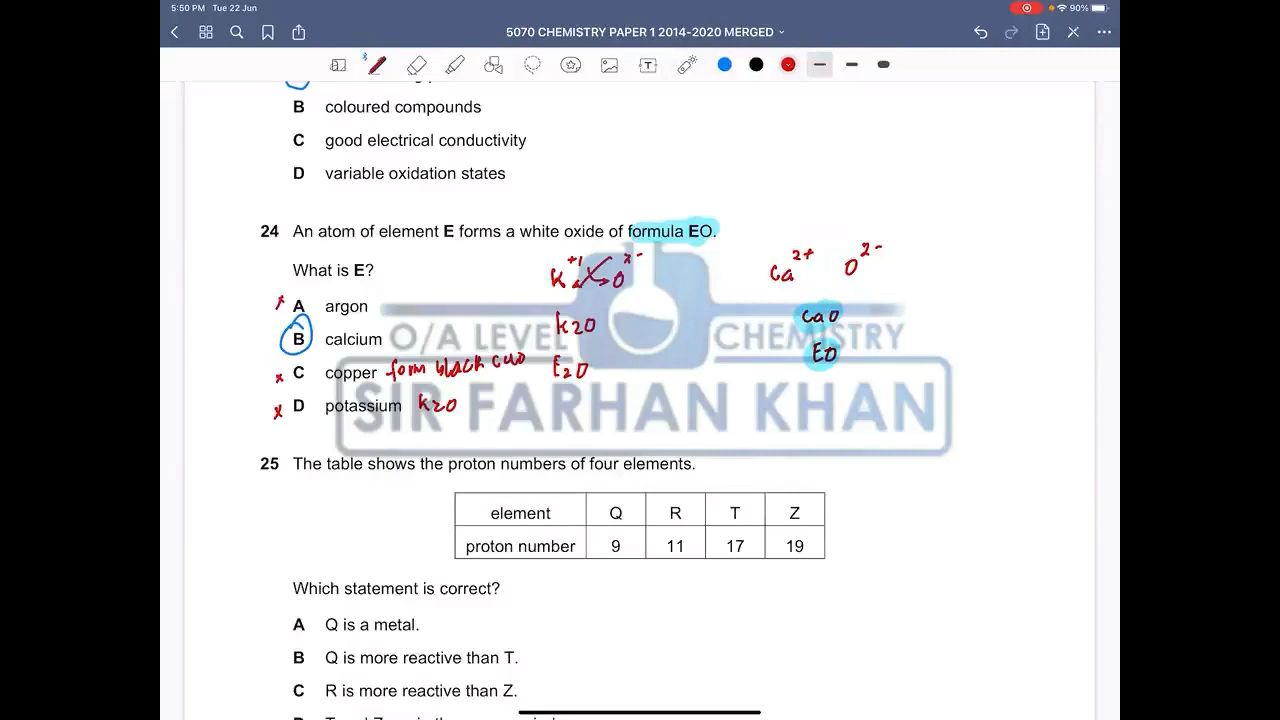 5:50 PM Tue 22 Jun
90%
5070 CHEMISTRY PAPER 1 2014-2020 MERGED
B coloured compounds
C good electrical conductivity
D variable oxidation states
24 An atom of element E forms a white oxide of formula EO.
What is E?
K+1 O2-
Ca2+ O2-
x A argon
K2O
CaO
B calcium
EO
x C copper form black CuO
E2O
x D potassium K2O
O/A LEVEL CHEMISTRY
SIR FARHAN KHAN
25 The table shows the proton numbers of four elements.
element Q R T Z
proton number 9 11 17 19
Which statement is correct?
A Q is a metal.
B Q is more reactive than T.
C R is more reactive than Z.